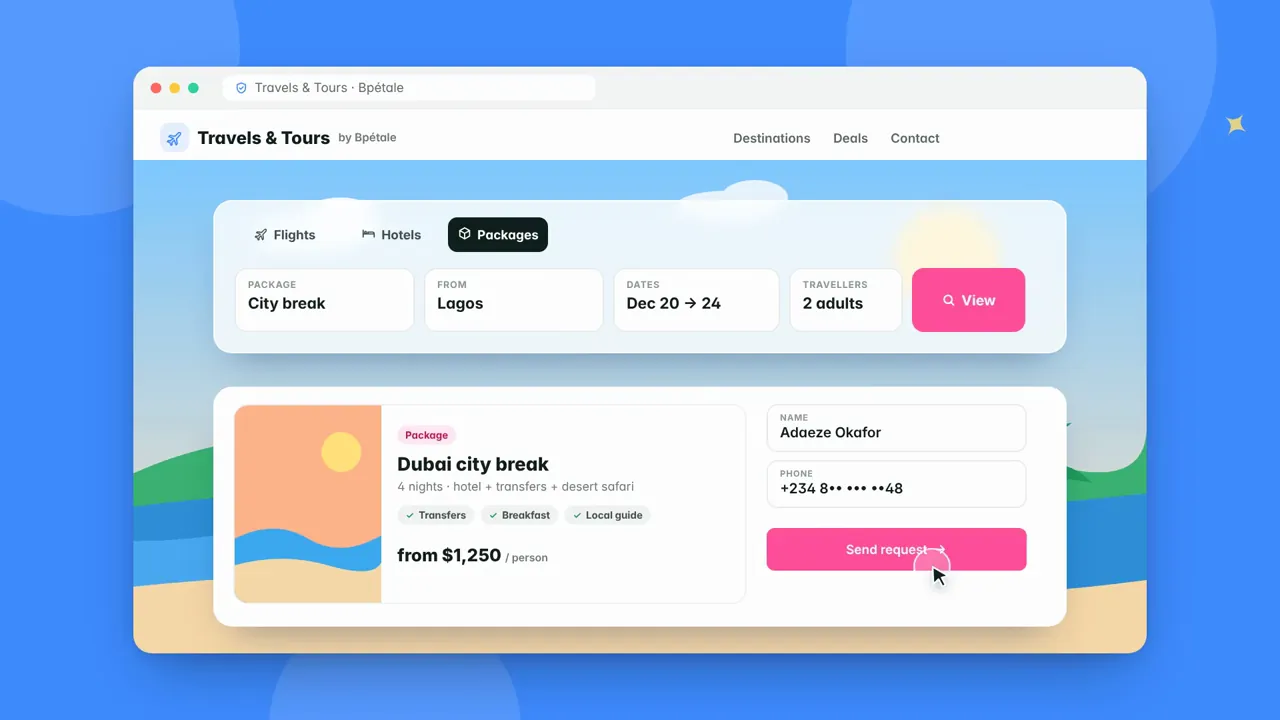 Travels & Tours · Bpétale
Travels & Tours by Bpétale
Destinations Deals Contact
Flights Hotels Packages
PACKAGE
City break
FROM
Lagos
DATES
Dec 20 → 24
TRAVELLERS
2 adults
View
Package
Dubai city break
4 nights · hotel + transfers + desert safari
✓ Transfers ✓ Breakfast ✓ Local guide
from $1,250 / person
NAME
Adaeze Okafor
PHONE
+234 8•• ••• ••48
Send request →